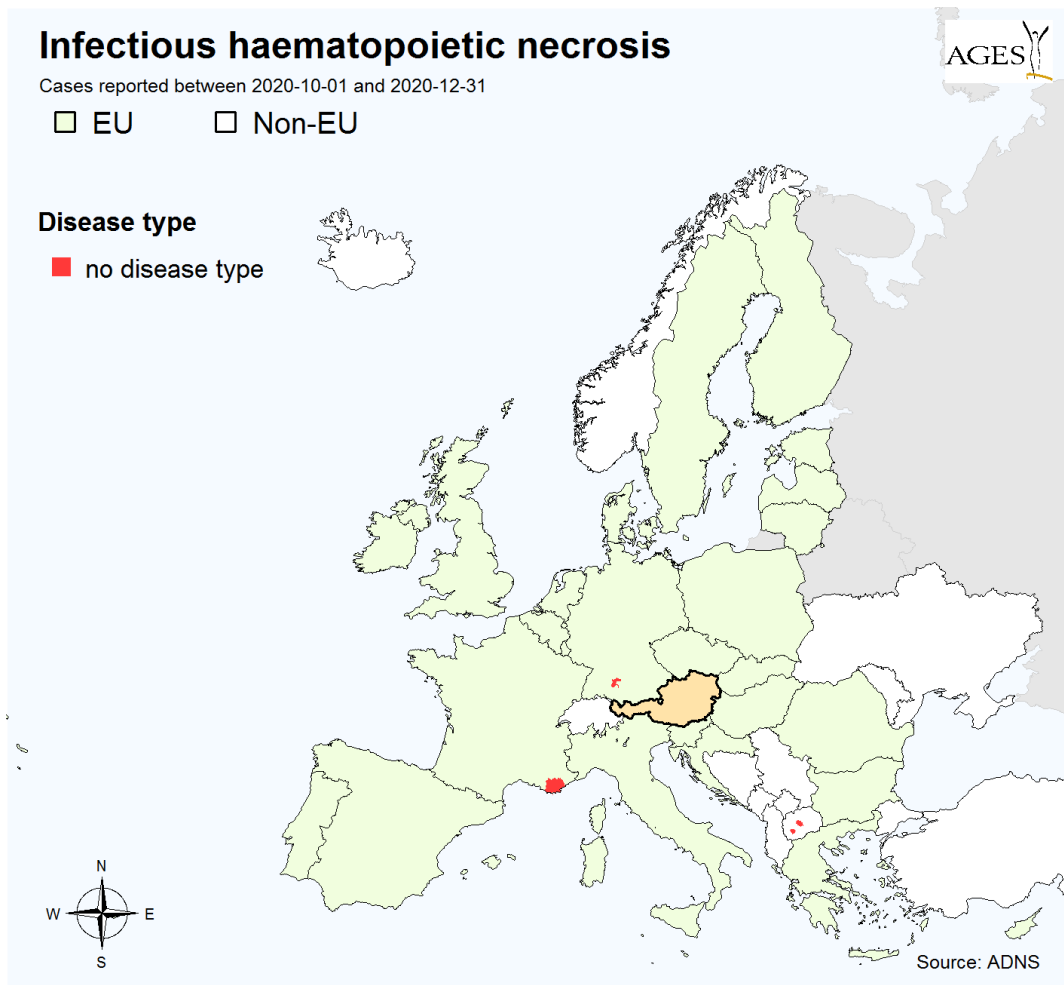 Infectious haematopoietic necrosis
Cases reported between 2020-10-01 and 2020-12-31
EU Non-EU
AGES
Disease type
no disease type
N
W E
S
Source: ADNS